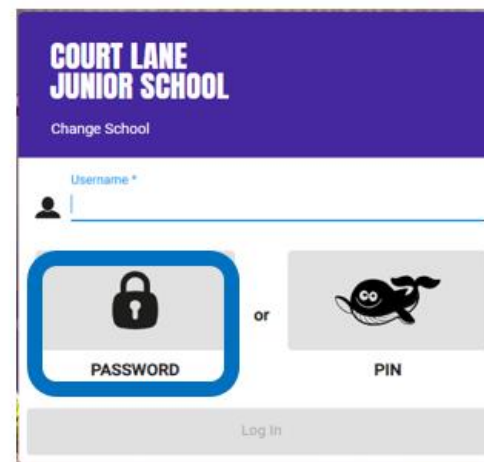 COURT LANE
JUNIOR SCHOOL
Change School
Username *
or
PASSWORD
PIN
Log In